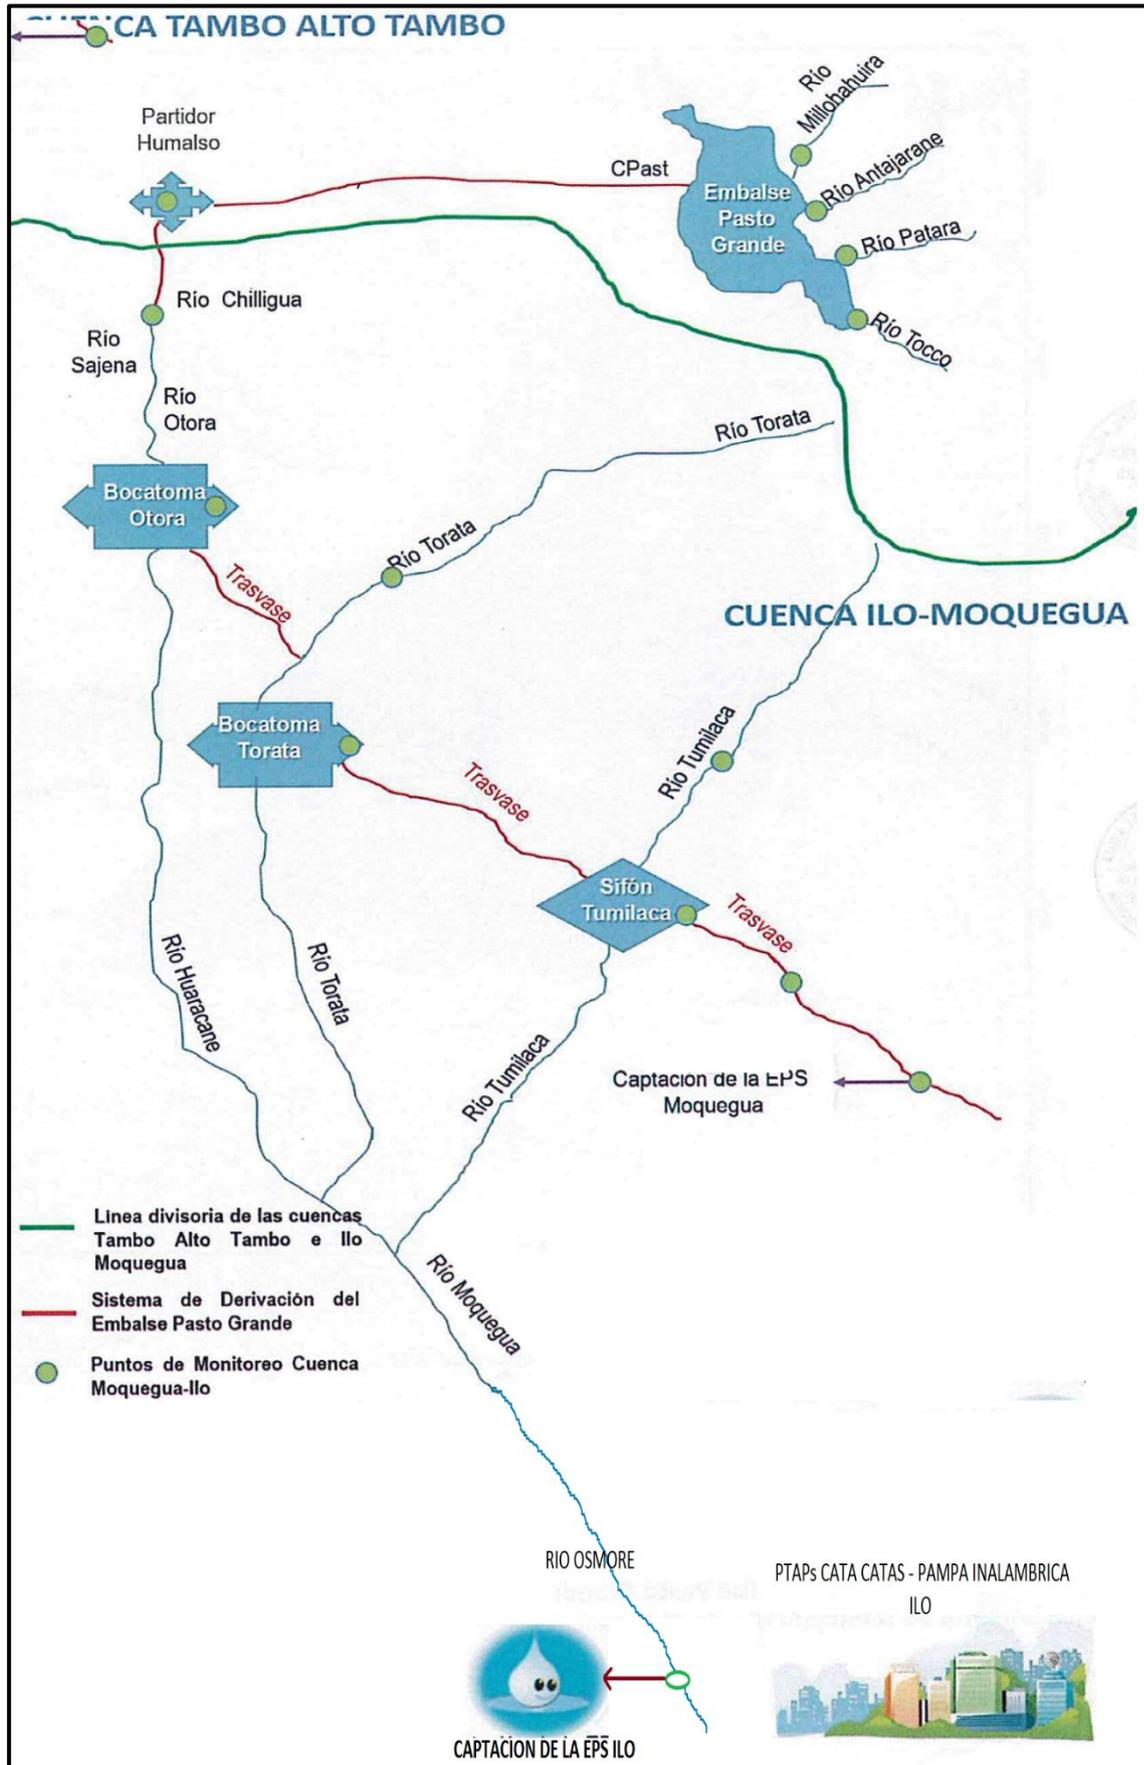 CUENCA TAMBO ALTO TAMBO
Río
Millohahuira
Partidor
Humalso
Río Antajarane
CPast
Embalse
Pasto
Grande
Río Patara
Río Chilligua
Río Tocco
Río
Sajena
Río
Otora
Río Torata
Bocatoma
Otora
Río Torata
Trasvase
CUENCA ILO-MOQUEGUA
Bocatoma
Torata
Río Tumilaca
Trasvase
Sifón
Tumilaca
Trasvase
Río Huaracane
Río Torata
Río Tumilaca
Captación de la EPS
Moquegua
Linea divisoria de las cuencas
Tambo Alto Tambo e Ilo
Moquegua
Río Moquegua
Sistema de Derivación del
Embalse Pasto Grande
Puntos de Monitoreo Cuenca
Moquegua-Ilo
RIO OSMORE
PTAPs CATA CATAS - PAMPA INALAMBRICA
ILO
CAPTACION DE LA EPS ILO